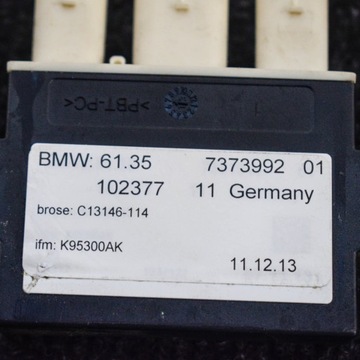 >PBT-PC<
BMW: 61.35 7373992 01
102377 11 Germany
brose: C13146-114
ifm: K95300AK
11.12.13